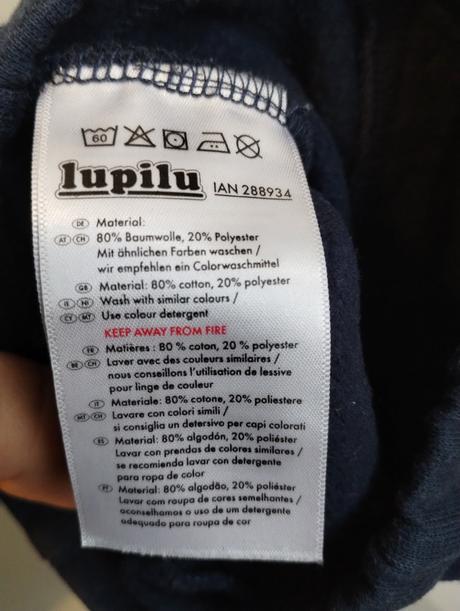 60
lupilu IAN 288934
DE Material:
AT CH 80% Baumwolle, 20% Polyester
Mit ähnlichen Farben waschen /
wir empfehlen ein Colorwaschmittel
GB Material: 80% cotton, 20% polyester
IE NI Wash with similar colours /
CY MT Use colour detergent
KEEP AWAY FROM FIRE
FR Matières : 80 % coton, 20 % polyester
BE CH Laver avec des couleurs similaires /
nous conseillons l'utilisation de lessive
pour linge de couleur
IT Materiale: 80% cotone, 20% poliestere
MT CH Lavare con colori simili /
si consiglia un detersivo per capi colorati
ES Material: 80% algodón, 20% poliéster
Lavar con prendas de colores similares /
se recomienda lavar con detergente
para ropa de color
PT Material: 80% algodão, 20% poliéster
Lavar com roupa de cores semelhantes /
aconselhamos o uso de um detergente
adequado para roupa de cor